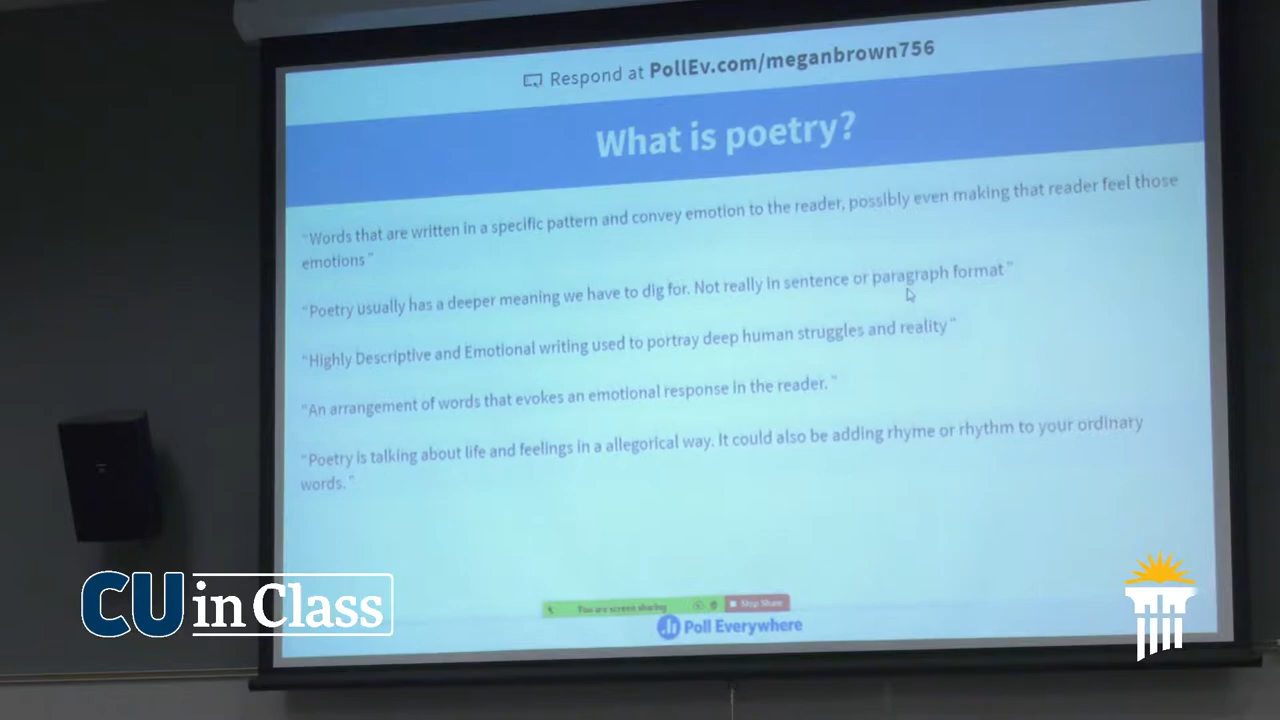 Respond at PollEv.com/meganbrown756
What is poetry?
"Words that are written in a specific pattern and convey emotion to the reader, possibly even making that reader feel those
emotions"
"Poetry usually has a deeper meaning we have to dig for. Not really in sentence or paragraph format"
"Highly Descriptive and Emotional writing used to portray deep human struggles and reality"
"An arrangement of words that evokes an emotional response in the reader."
"Poetry is talking about life and feelings in a allegorical way. It could also be adding rhyme or rhythm to your ordinary
words."
You are screen sharing Stop Share
Poll Everywhere
CU in Class